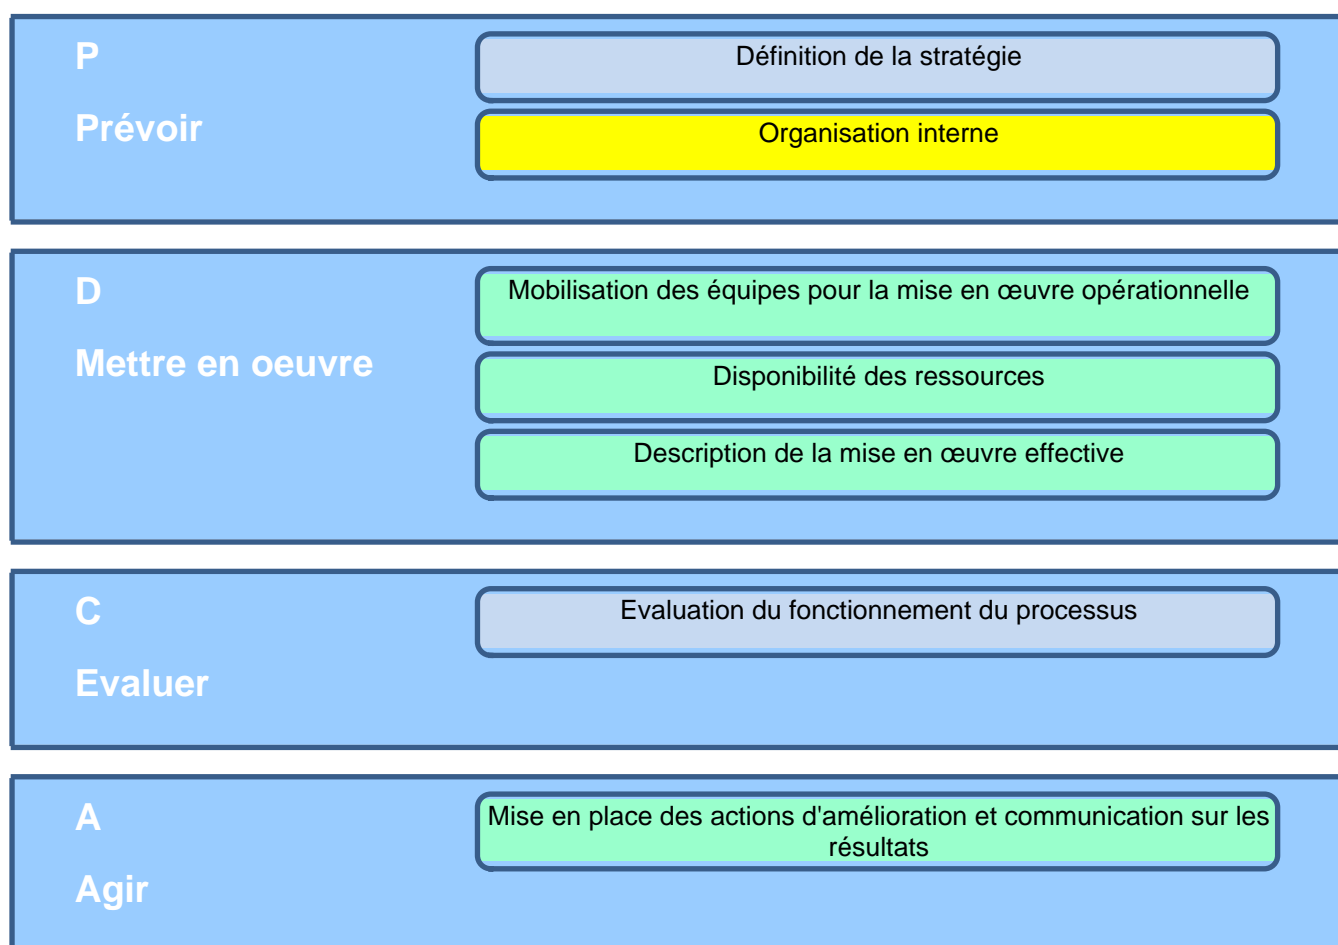 P
Prévoir
Définition de la stratégie
Organisation interne
D
Mettre en oeuvre
Mobilisation des équipes pour la mise en œuvre opérationnelle
Disponibilité des ressources
Description de la mise en œuvre effective
C
Evaluer
Evaluation du fonctionnement du processus
A
Agir
Mise en place des actions d'amélioration et communication sur les
résultats